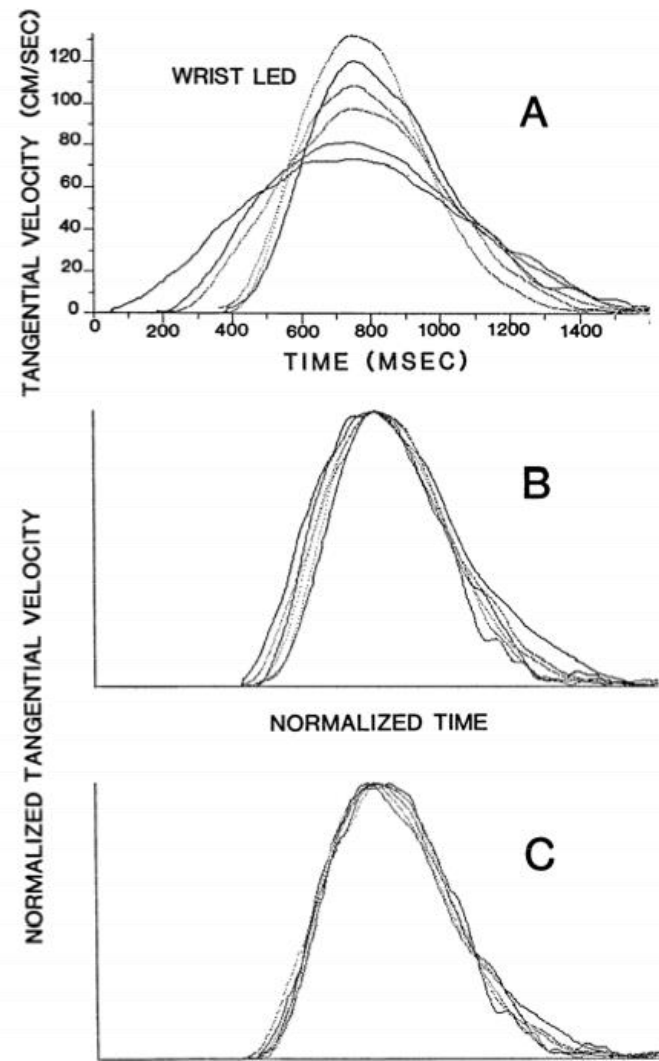 TANGENTIAL VELOCITY (CM/SEC)
120
100
80
60
40
20
0
WRIST LED
A
0
200
400
600
800
1000
1200
1400
TIME (MSEC)
NORMALIZED TANGENTIAL VELOCITY
B
NORMALIZED TIME
C